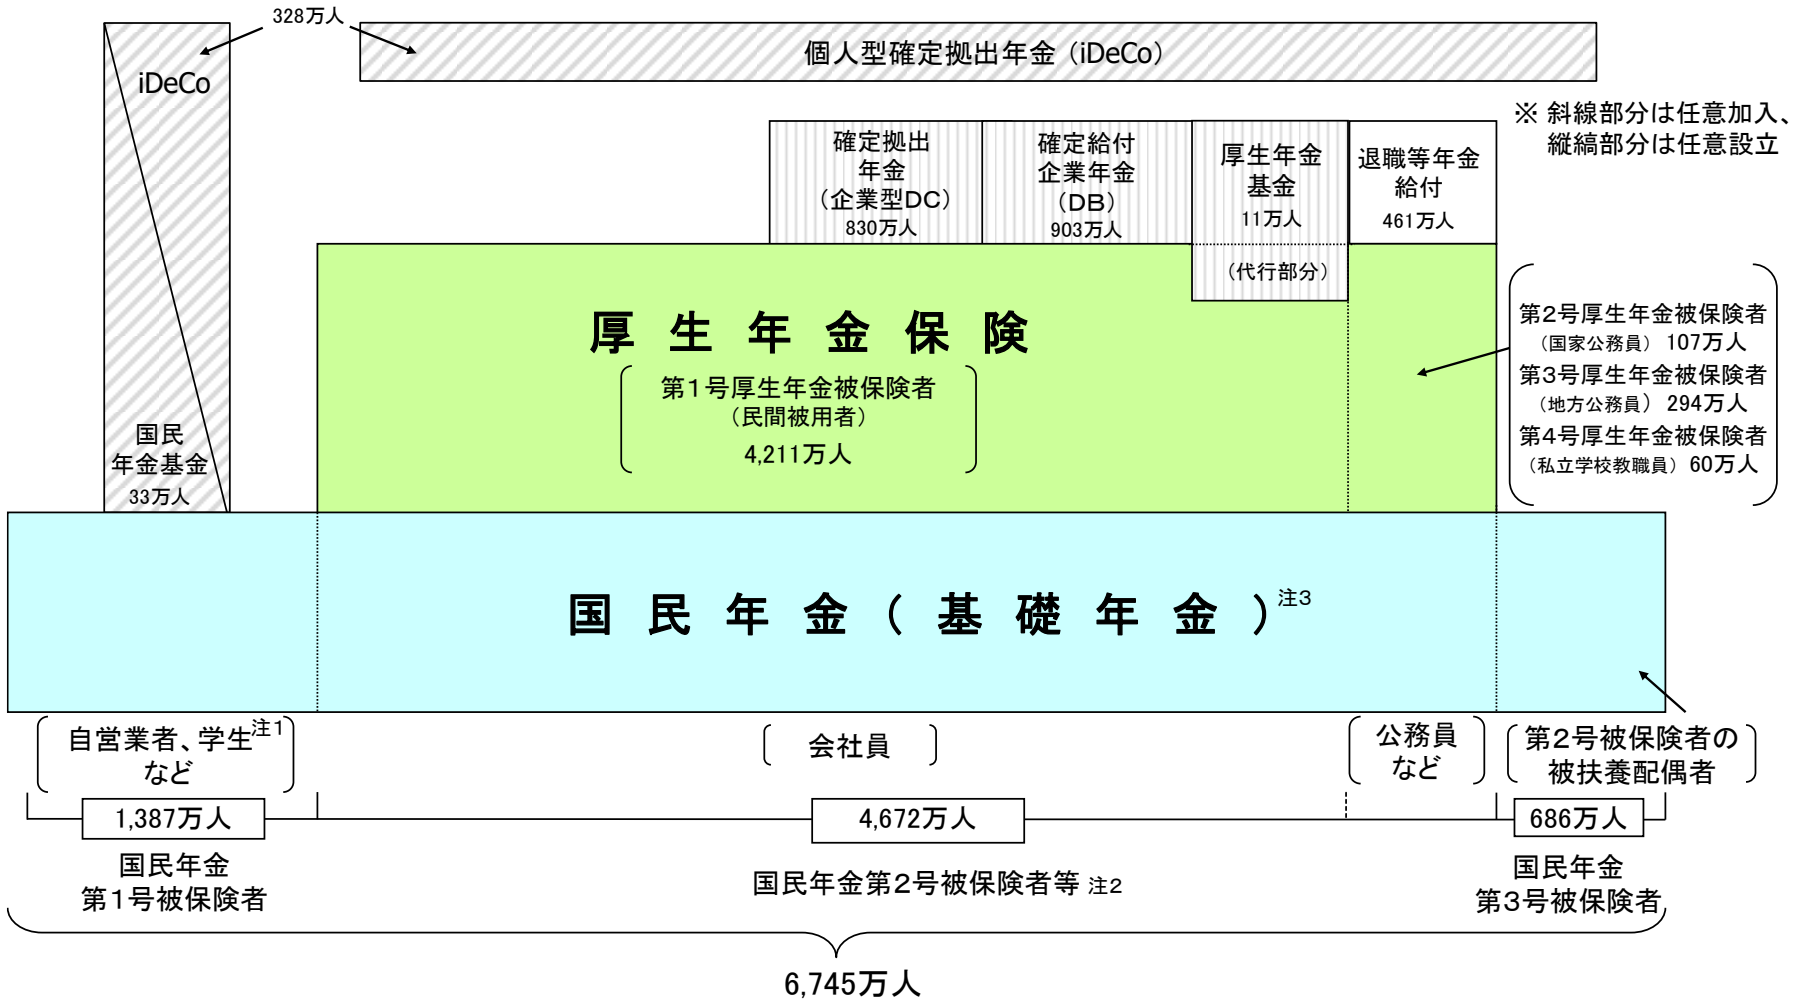 328万人
iDeCo
個人型確定拠出年金（iDeCo）
※ 斜線部分は任意加入、
縦縞部分は任意設立
確定拠出
年金
（企業型DC）
830万人
確定給付
企業年金
（DB）
903万人
厚生年金
基金
11万人
（代行部分）
退職等年金
給付
461万人
厚生年金保険
第1号厚生年金被保険者
（民間被用者）
4,211万人
第2号厚生年金被保険者
（国家公務員） 107万人
第3号厚生年金被保険者
（地方公務員） 294万人
第4号厚生年金被保険者
（私立学校教職員） 60万人
国民
年金基金
33万人
国民年金（基礎年金）注3
自営業者、学生注1
など
会社員
公務員
など
第2号被保険者の
被扶養配偶者
1,387万人
4,672万人
686万人
国民年金
第1号被保険者
国民年金第2号被保険者等 注2
国民年金
第3号被保険者
6,745万人